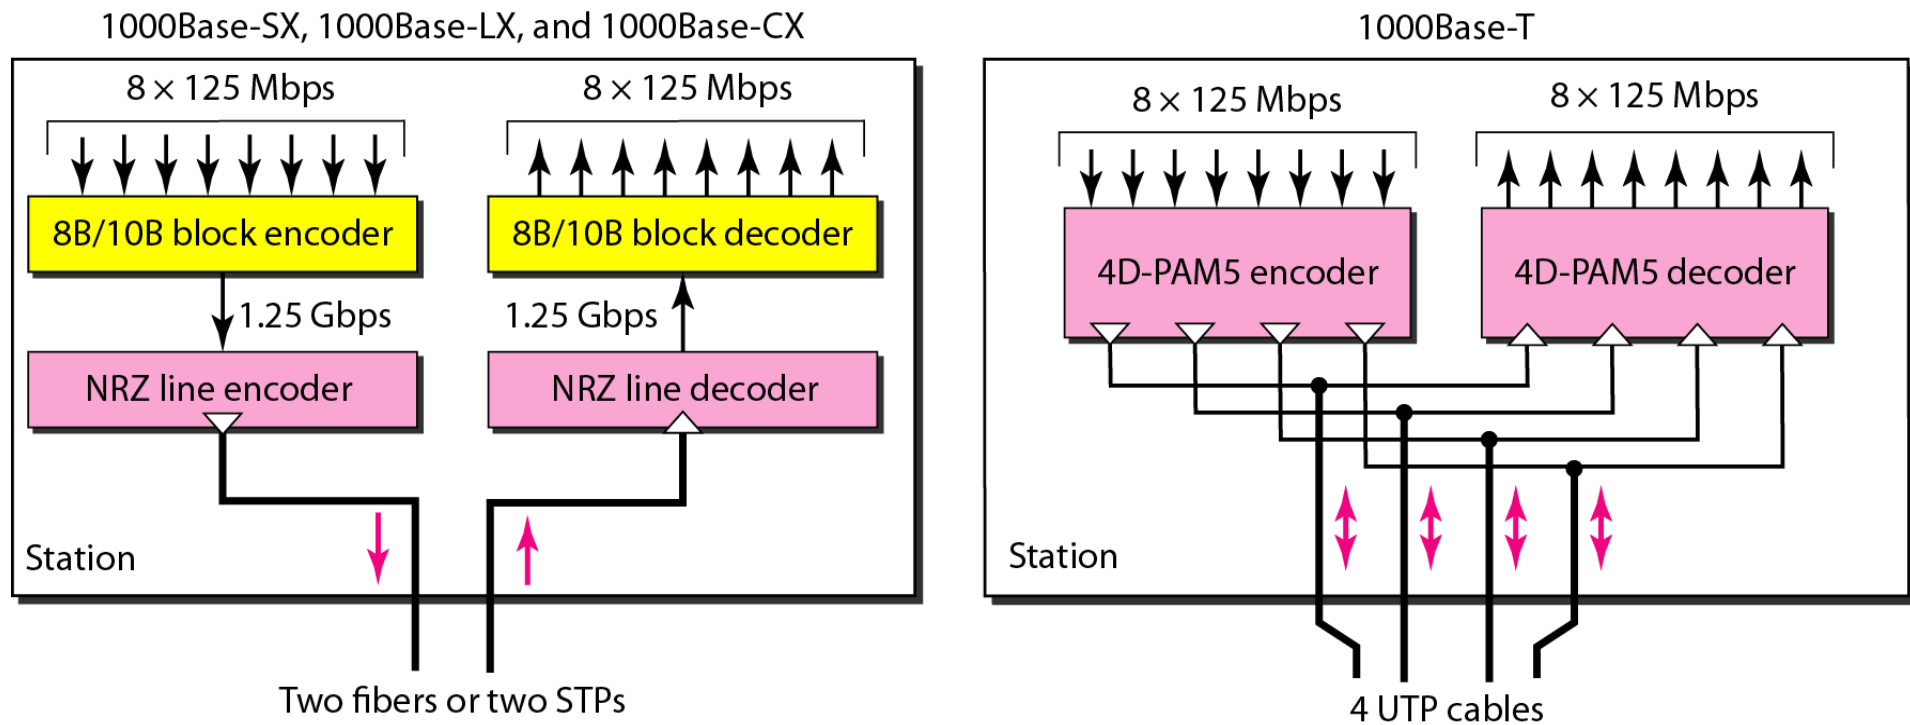 1000Base-SX, 1000Base-LX, and 1000Base-CX
8 × 125 Mbps
8 × 125 Mbps
8B/10B block encoder
8B/10B block decoder
1.25 Gbps
1.25 Gbps
NRZ line encoder
NRZ line decoder
Station
Two fibers or two STPs
1000Base-T
8 × 125 Mbps
8 × 125 Mbps
4D-PAM5 encoder
4D-PAM5 decoder
Station
4 UTP cables